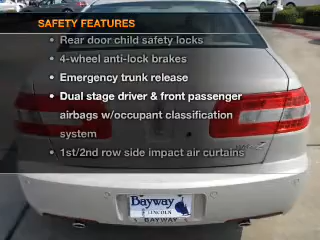 SAFETY FEATURES
• Rear door child safety locks
• 4-wheel anti-lock brakes
• Emergency trunk release
• Dual stage driver & front passenger
airbags w/occupant classification
system
• 1st/2nd row side impact air curtains
Bayway
LINCOLN
BAYWAY